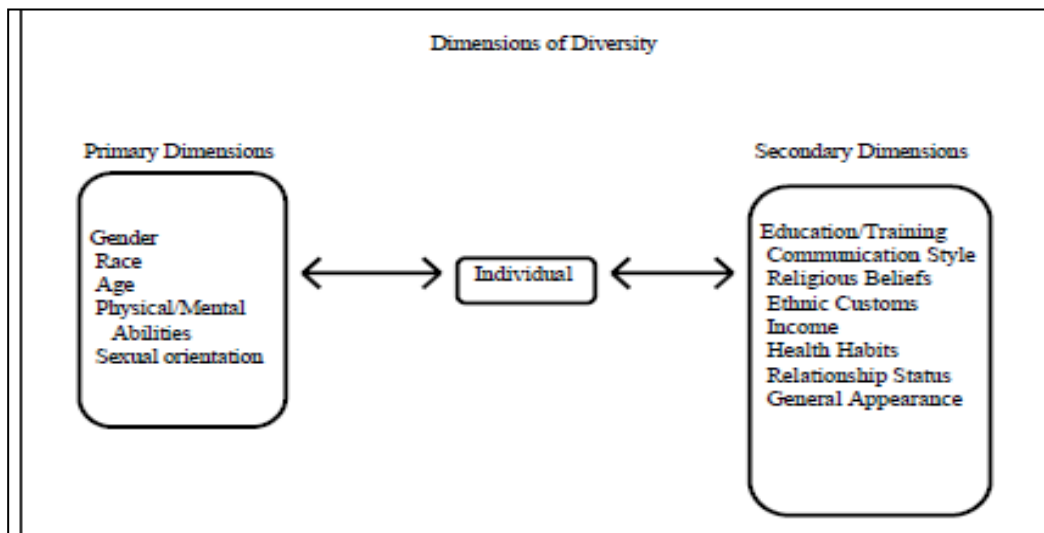 Dimensions of Diversity
Primary Dimensions
Gender
Race
Age
Physical/Mental
Abilities
Sexual orientation
Individual
Secondary Dimensions
Education/Training
Communication Style
Religious Beliefs
Ethnic Customs
Income
Health Habits
Relationship Status
General Appearance